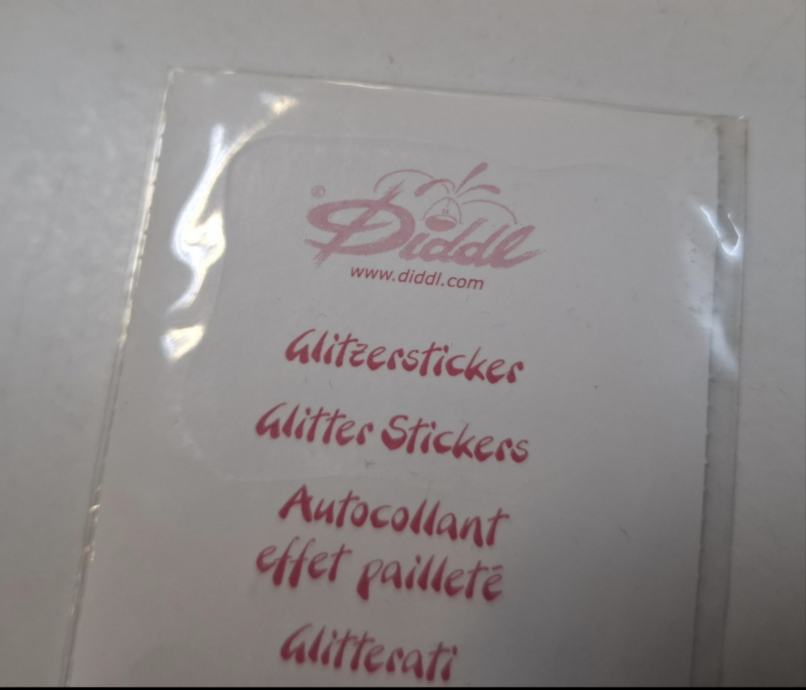 ® Diddl
www.diddl.com
Glitzersticker
Glitter Stickers
Autocollant
effet pailleté
Glitterati